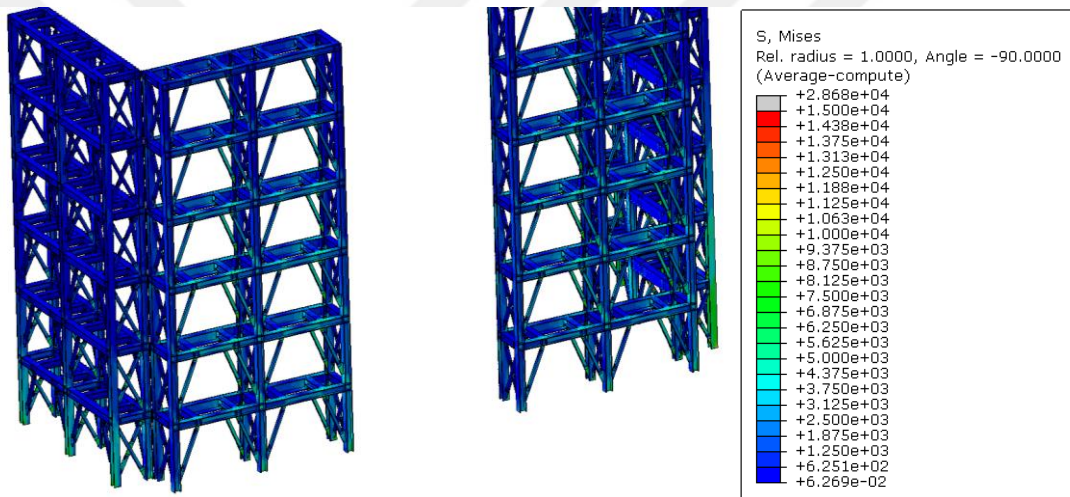 S, Mises
Rel. radius = 1.0000, Angle = -90.0000
(Average-compute)
+2.868e+04
+1.500e+04
+1.438e+04
+1.375e+04
+1.313e+04
+1.250e+04
+1.188e+04
+1.125e+04
+1.063e+04
+1.000e+04
+9.375e+03
+8.750e+03
+8.125e+03
+7.500e+03
+6.875e+03
+6.250e+03
+5.625e+03
+5.000e+03
+4.375e+03
+3.750e+03
+3.125e+03
+2.500e+03
+1.875e+03
+1.250e+03
+6.251e+02
+6.269e-02